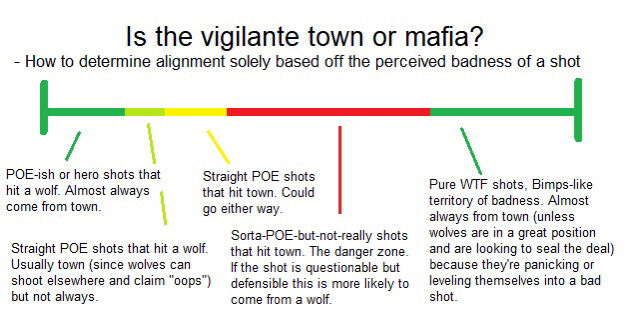 Is the vigilante town or mafia?
- How to determine alignment solely based off the perceived badness of a shot
POE-ish or hero shots that
hit a wolf. Almost always
come from town.
Straight POE shots that hit a wolf.
Usually town (since wolves can
shoot elsewhere and claim "oops")
but not always.
Straight POE shots
that hit town. Could
go either way.
Sorta-POE-but-not-really shots
that hit town. The danger zone.
If the shot is questionable but
defensible this is more likely to
come from a wolf.
Pure WTF shots, Bimps-like
territory of badness. Almost
always from town (unless
wolves are in a great position
and are looking to seal the deal)
because they're panicking or
leveling themselves into a bad
shot.